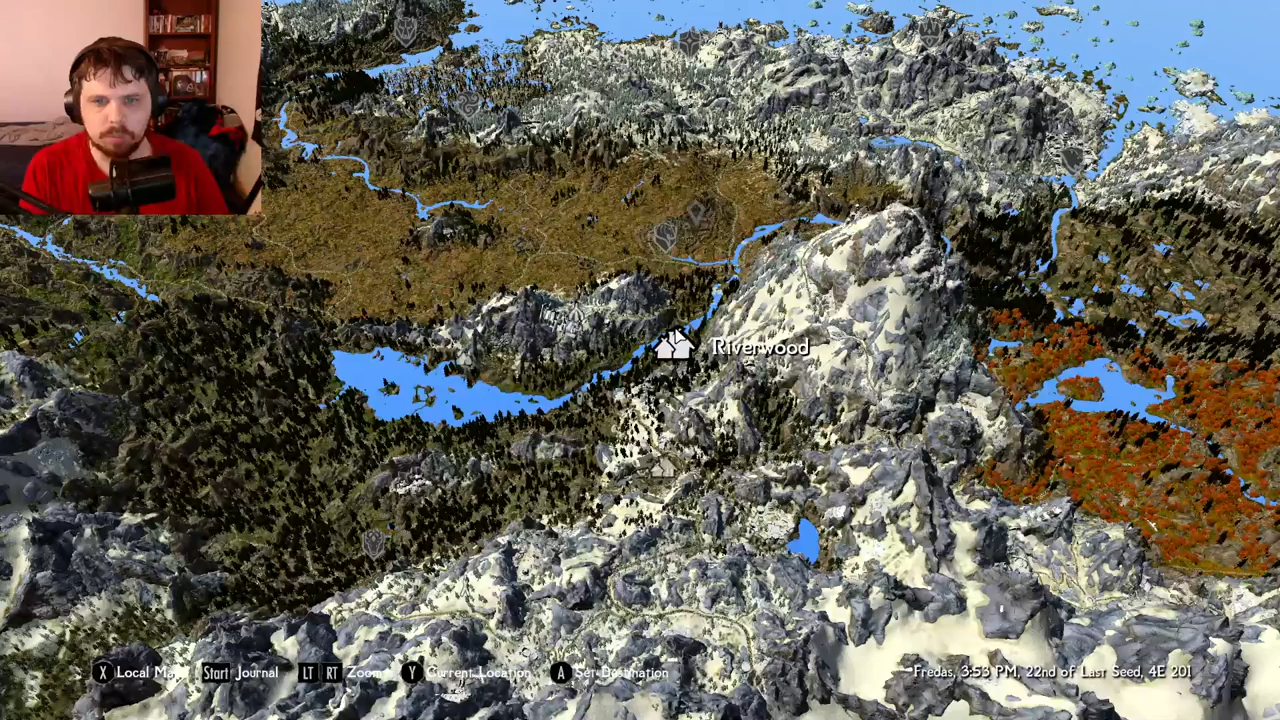 Riverwood
X Local Map Start Journal LT RT Zoom Y Current Location A Set Destination Fredas, 3:53 PM, 22nd of Last Seed, 4E 201